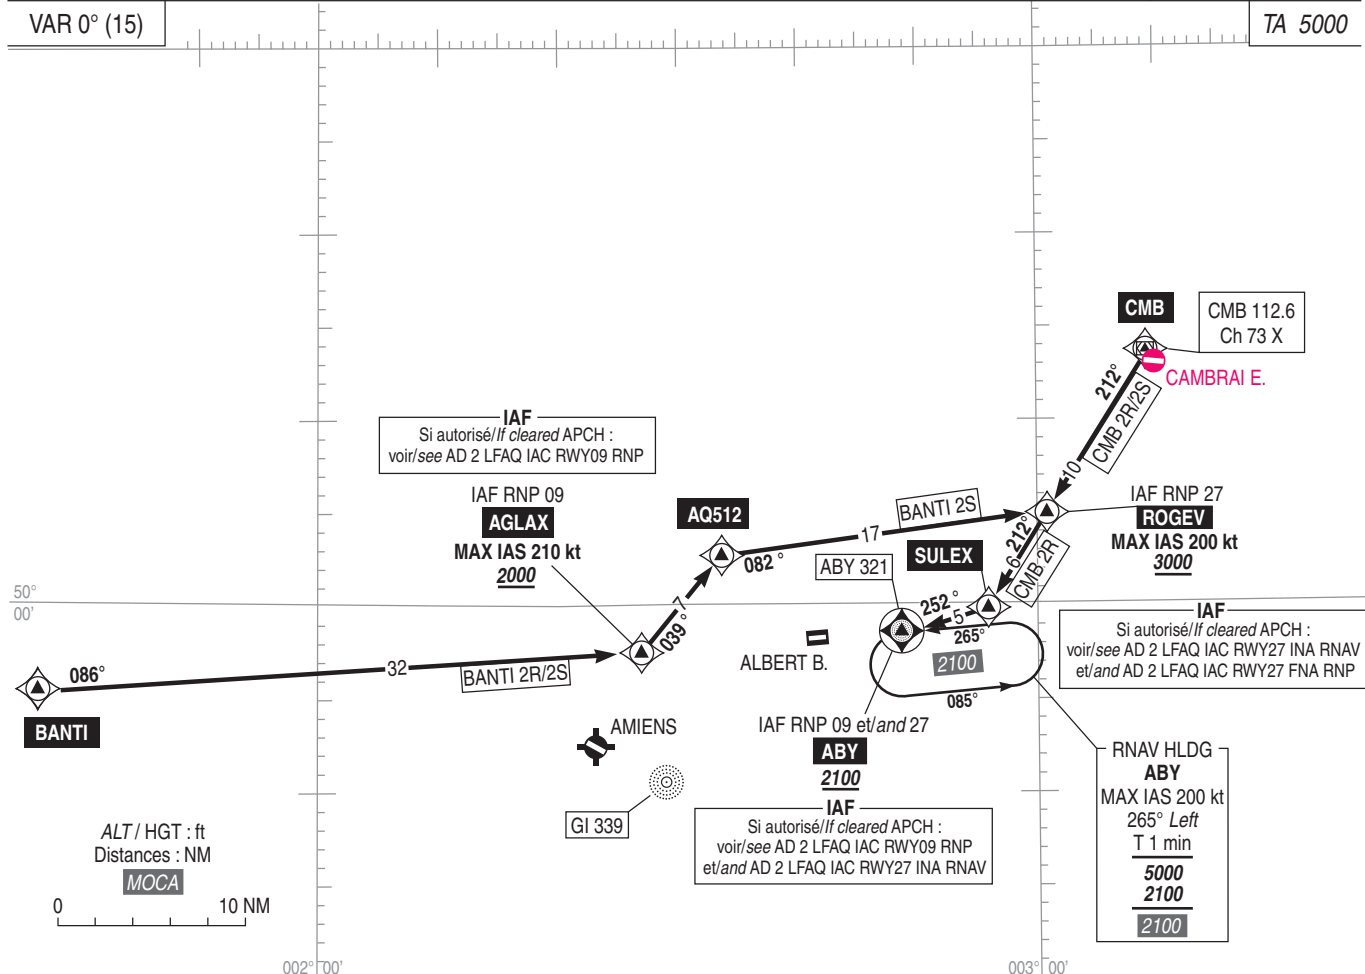 VAR 0° (15)
TA 5000
CMB
CMB 112.6
Ch 73 X
CAMBRAI E.
212°
CMB 2R/2S
10
IAF
Si autorisé/If cleared APCH :
voir/see AD 2 LFAQ IAC RWY09 RNP
IAF RNP 09
AGLAX
MAX IAS 210 kt
2000
AQ512
BANTI 2S
17
082°
IAF RNP 27
ROGEV
MAX IAS 200 kt
3000
212°
6
CMB 2R
SULEX
ABY 321
252°
5
265°
2100
085°
7
039°
50°
00'
IAF
Si autorisé/If cleared APCH :
voir/see AD 2 LFAQ IAC RWY27 INA RNAV
et/and AD 2 LFAQ IAC RWY27 FNA RNP
ALBERT B.
086°
32
BANTI 2R/2S
BANTI
AMIENS
GI 339
IAF RNP 09 et/and 27
ABY
2100
IAF
Si autorisé/If cleared APCH :
voir/see AD 2 LFAQ IAC RWY09 RNP
et/and AD 2 LFAQ IAC RWY27 INA RNAV
RNAV HLDG
ABY
MAX IAS 200 kt
265° Left
T 1 min
5000
2100
2100
ALT / HGT : ft
Distances : NM
MOCA
0 10 NM
002° 00'
003° 00'